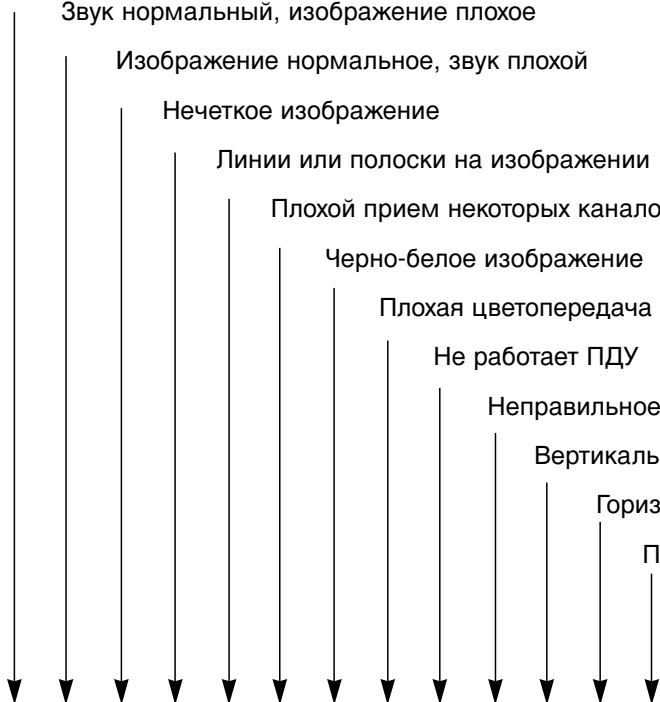 Звук нормальный, изображение плохое
Изображение нормальное, звук плохой
Нечеткое изображение
Линии или полоски на изображении
Плохой прием некоторых канало
Черно-белое изображение
Плохая цветопередача
Не работает ПДУ
Неправильное
Вертикаль
Гориз
П